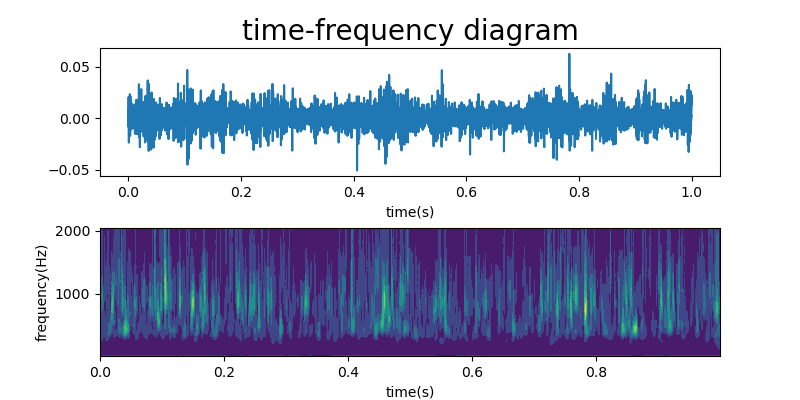 time-frequency diagram
0.05
0.00
−0.05
0.0 0.2 0.4 0.6 0.8 1.0
time(s)
2000
1000
frequency(Hz)
0.0 0.2 0.4 0.6 0.8
time(s)